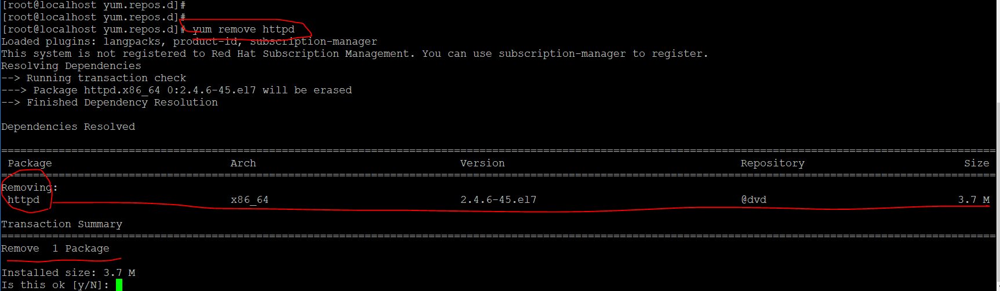 [root@localhost yum.repos.d]#
[root@localhost yum.repos.d]#
[root@localhost yum.repos.d]# yum remove httpd
Loaded plugins: langpacks, product-id, subscription-manager
This system is not registered to Red Hat Subscription Management. You can use subscription-manager to register.
Resolving Dependencies
--> Running transaction check
---> Package httpd.x86_64 0:2.4.6-45.el7 will be erased
--> Finished Dependency Resolution
Dependencies Resolved
Package Arch Version Repository Size
Removing:
httpd x86_64 2.4.6-45.el7 @dvd 3.7 M
Transaction Summary
Remove 1 Package
Installed size: 3.7 M
Is this ok [y/N]: